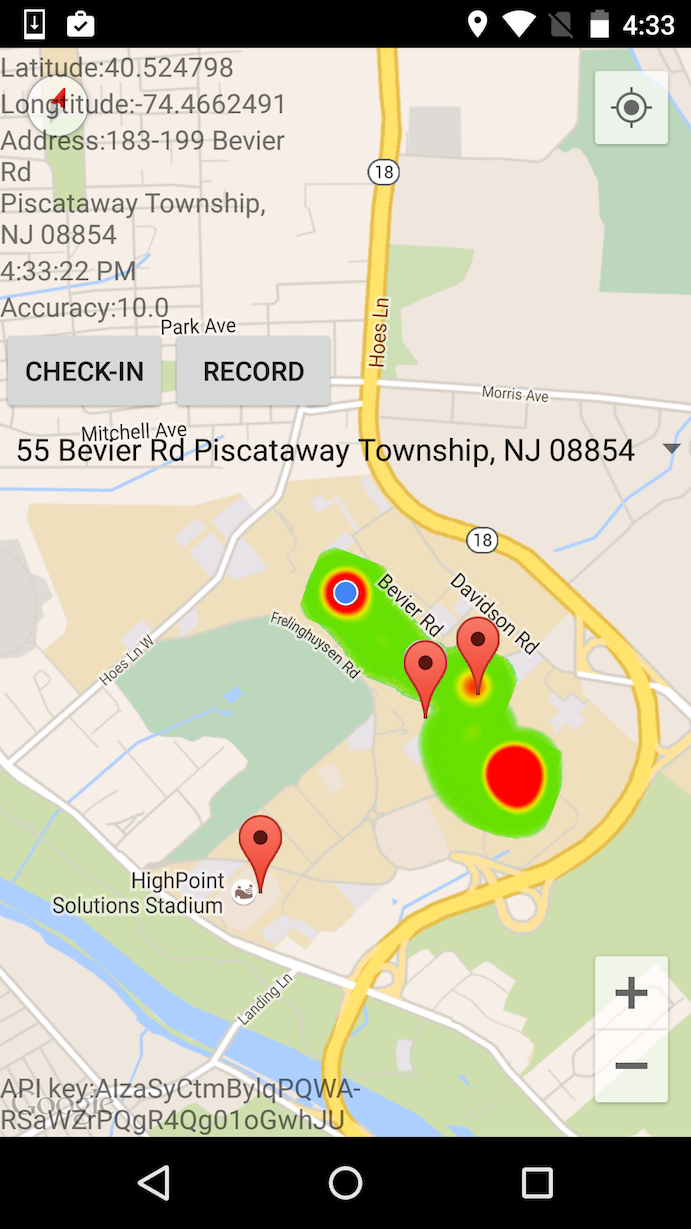 4:33
Latitude:40.524798
Longtitude:-74.4662491
Address:183-199 Bevier
Rd
Piscataway Township,
NJ 08854
4:33:22 PM
Accuracy:10.0
18
Hoes Ln
Park Ave
CHECK-IN
RECORD
Morris Ave
Mitchell Ave
55 Bevier Rd Piscataway Township, NJ 08854
18
Bevier Rd
Davidson Rd
Frelinghuysen Rd
Hoes Ln W
HighPoint
Solutions Stadium
Landing Ln
API key:AIzaSyCtmBylqPQWA-
RSaWZrPQgR4Qg01oGwhJU
Google